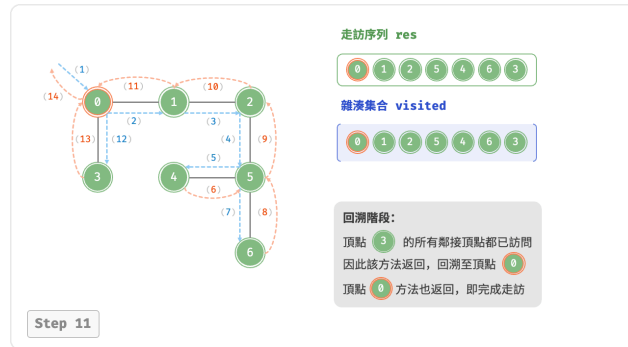 走訪序列 res
0 1 2 5 4 6 3
雜湊集合 visited
0 1 2 5 4 6 3
(1)
(14)
(11)
(10)
0
1
2
(2)
(3)
(13)
(12)
(4)
(9)
(5)
3
4
5
(6)
(7)
(8)
6
回溯階段：
頂點 3 的所有鄰接頂點都已訪問
因此該方法返回，回溯至頂點 0
頂點 0 方法也返回，即完成走訪
Step 11